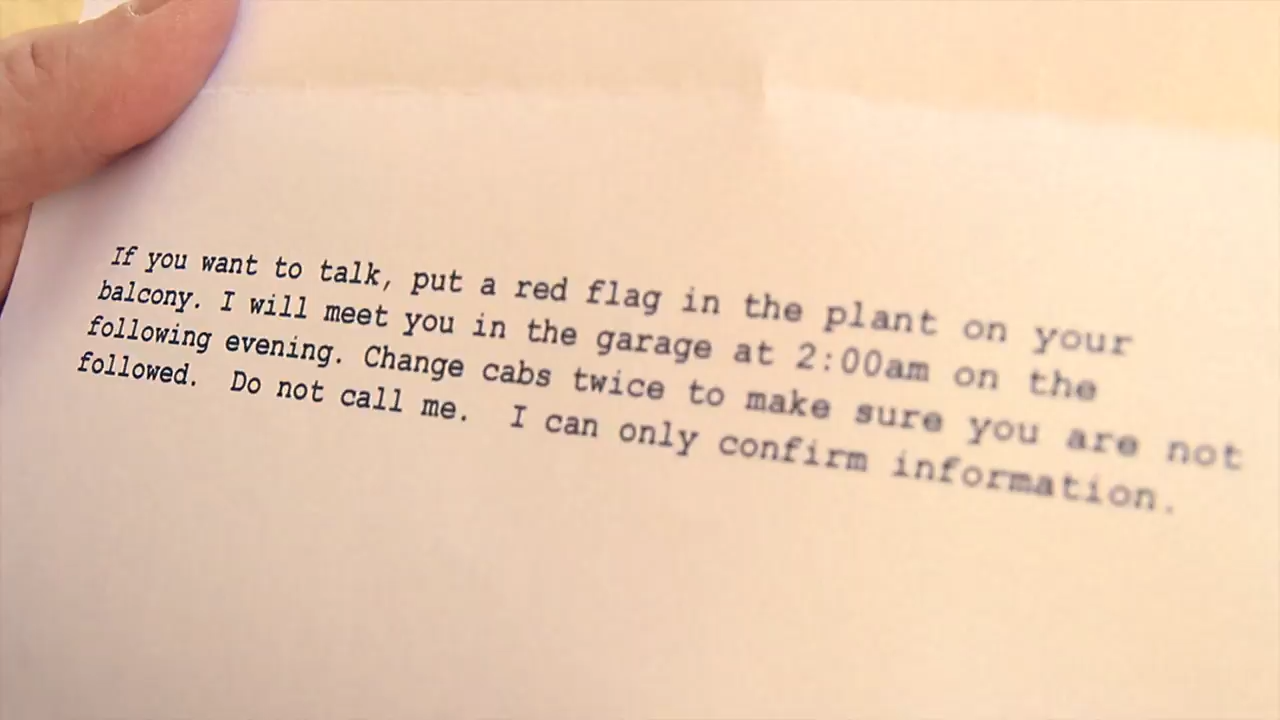 If you want to talk, put a red flag in the plant on your
balcony. I will meet you in the garage at 2:00am on the
following evening. Change cabs twice to make sure you are not
followed.  Do not call me.  I can only confirm information.